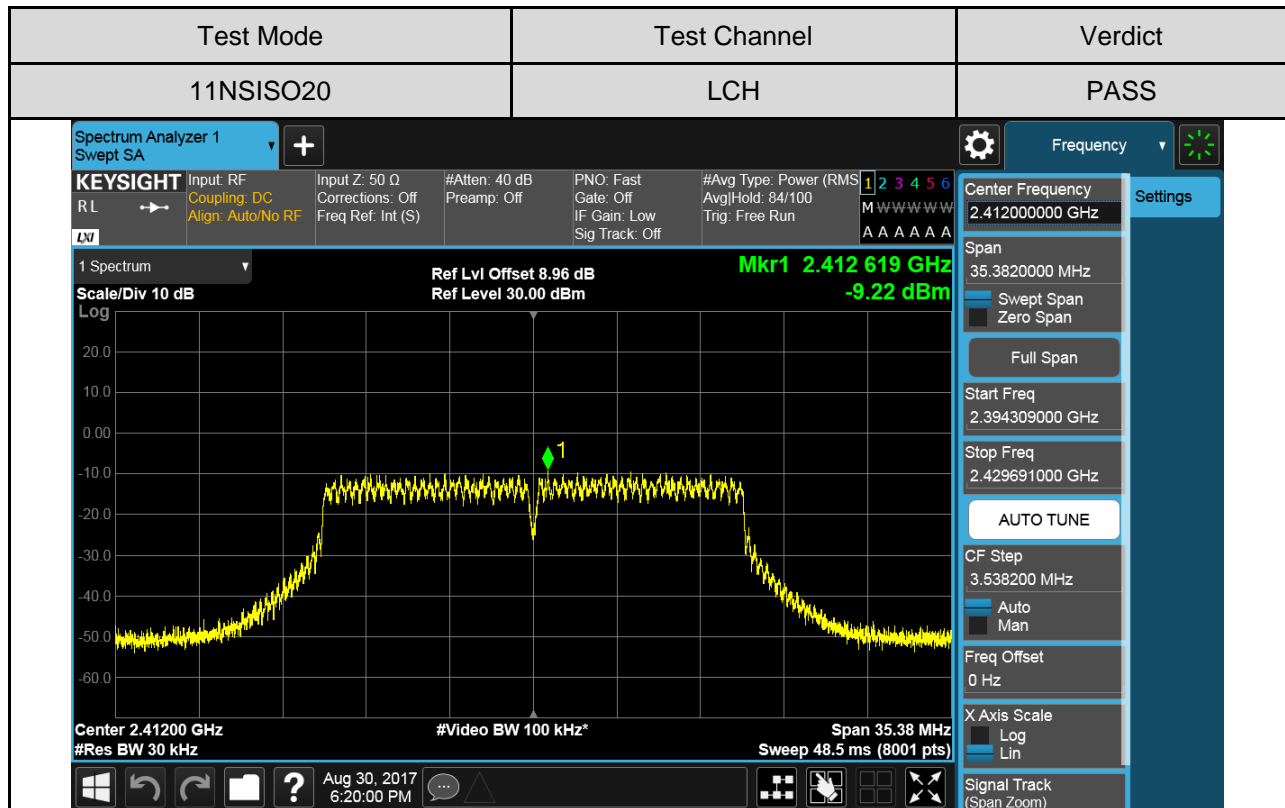 Test Mode
Test Channel
Verdict
11NSISO20
LCH
PASS
Spectrum Analyzer 1
Swept SA
Frequency
KEYSIGHT
RL
LXI
Input: RF
Coupling: DC
Align: Auto/No RF
Input Z: 50 Ω
Corrections: Off
Freq Ref: Int (S)
#Atten: 40 dB
Preamp: Off
PNO: Fast
Gate: Off
IF Gain: Low
Sig Track: Off
#Avg Type: Power (RMS
Avg|Hold: 84/100
Trig: Free Run
1 2 3 4 5 6
M W W W W W
A A A A A A
1 Spectrum
Scale/Div 10 dB
Log
Ref Lvl Offset 8.96 dB
Ref Level 30.00 dBm
Mkr1 2.412 619 GHz
-9.22 dBm
20.0
10.0
0.00
-10.0
-20.0
-30.0
-40.0
-50.0
-60.0
1
Center 2.41200 GHz
#Res BW 30 kHz
#Video BW 100 kHz*
Span 35.38 MHz
Sweep 48.5 ms (8001 pts)
Center Frequency
2.412000000 GHz
Settings
Span
35.3820000 MHz
Swept Span
Zero Span
Full Span
Start Freq
2.394309000 GHz
Stop Freq
2.429691000 GHz
AUTO TUNE
CF Step
3.538200 MHz
Auto
Man
Freq Offset
0 Hz
X Axis Scale
Log
Lin
Signal Track
(Span Zoom)
?
Aug 30, 2017
6:20:00 PM